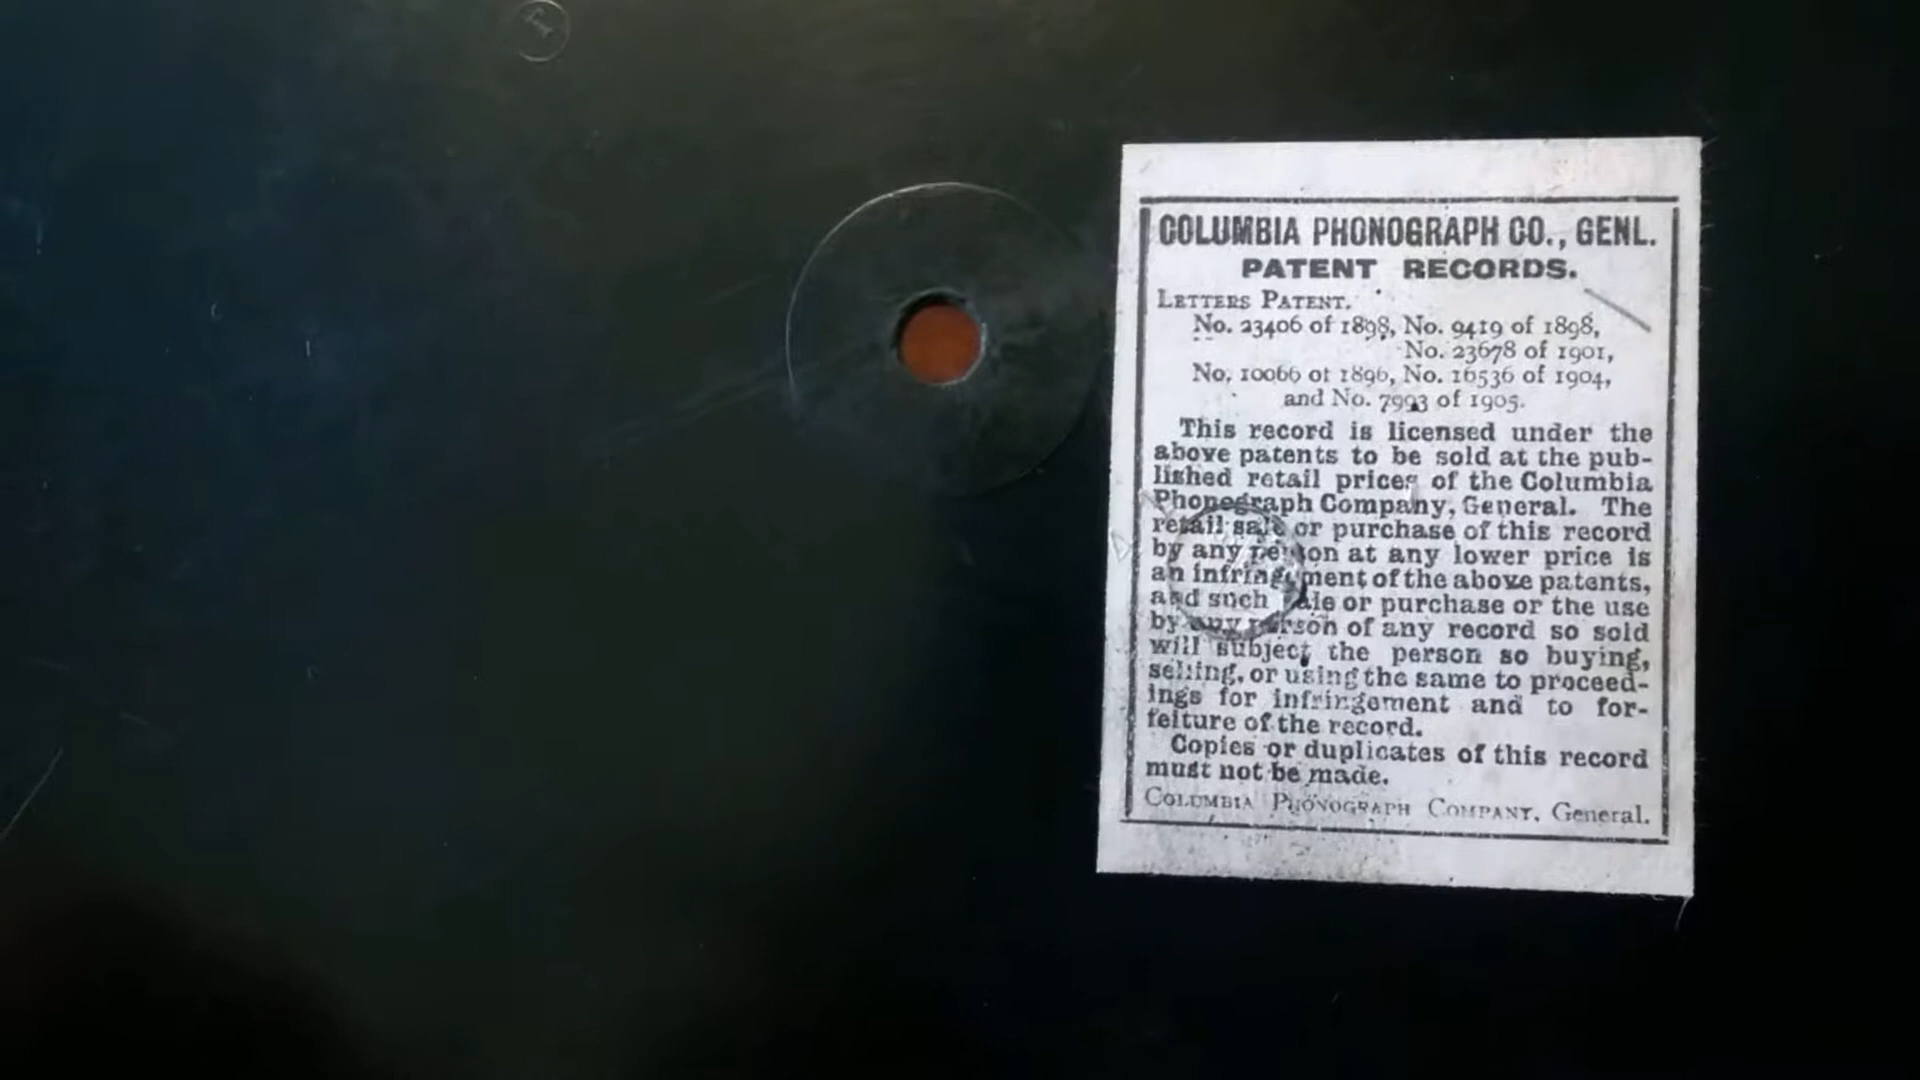 COLUMBIA PHONOGRAPH CO., GENL.
PATENT RECORDS.
LETTERS PATENT.
No. 23406 of 1898, No. 9419 of 1898,
No. 23678 of 1901,
No. 10066 of 1896, No. 16536 of 1904,
and No. 7993 of 1905.
This record is licensed under the
above patents to be sold at the pub-
lished retail prices of the Columbia
Phonograph Company, General. The
retail sale or purchase of this record
by any person at any lower price is
an infringement of the above patents,
and such sale or purchase or the use
by any person of any record so sold
will subject the person so buying,
selling, or using the same to proceed-
ings for infringement and to for-
feiture of the record.
Copies or duplicates of this record
must not be made.
COLUMBIA PHONOGRAPH COMPANY, General.